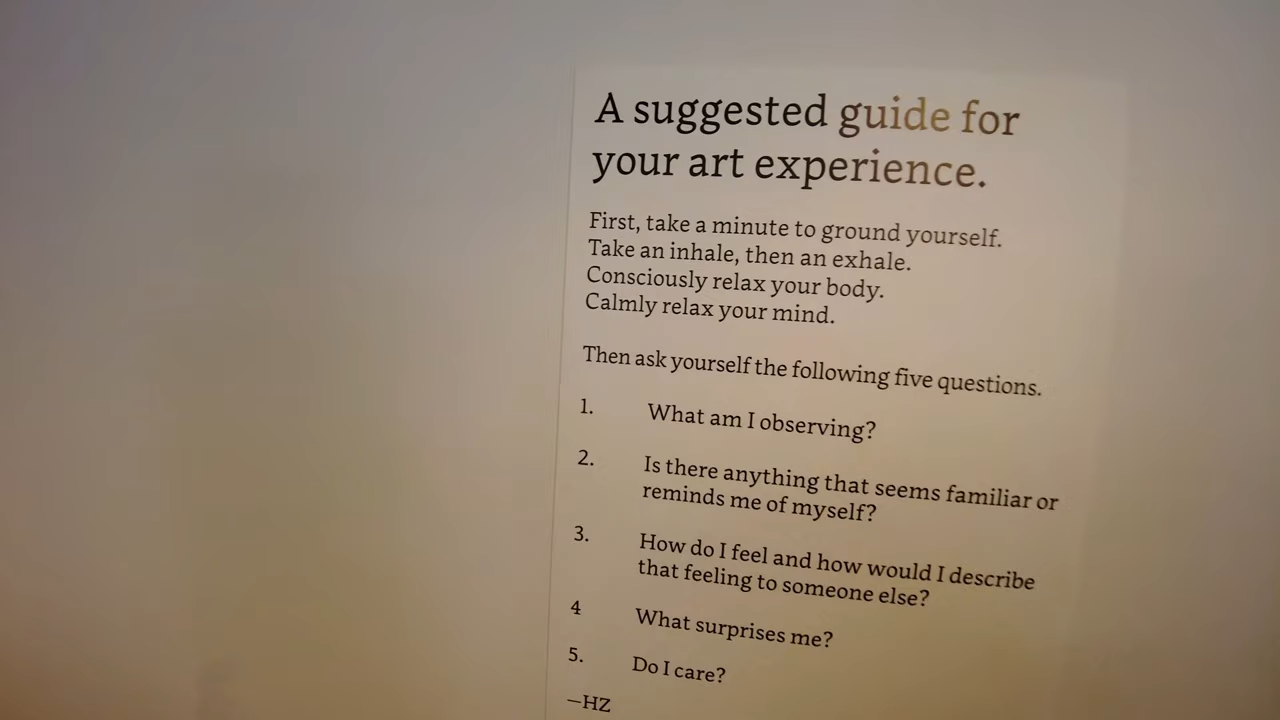 A suggested guide for
your art experience.
First, take a minute to ground yourself.
Take an inhale, then an exhale.
Consciously relax your body.
Calmly relax your mind.
Then ask yourself the following five questions.
1. What am I observing?
2. Is there anything that seems familiar or
reminds me of myself?
3. How do I feel and how would I describe
that feeling to someone else?
4 What surprises me?
5. Do I care?
—HZ